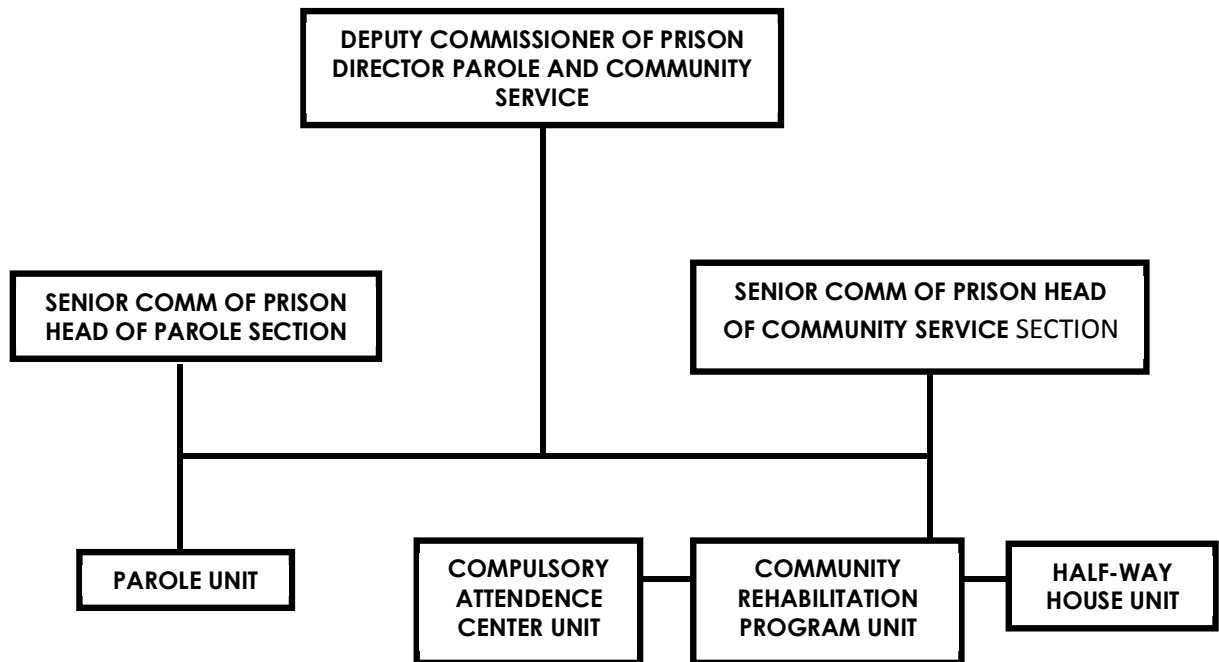 DEPUTY COMMISSIONER OF PRISON
DIRECTOR PAROLE AND COMMUNITY
SERVICE
SENIOR COMM OF PRISON
HEAD OF PAROLE SECTION
SENIOR COMM OF PRISON HEAD
OF COMMUNITY SERVICE SECTION
PAROLE UNIT
COMPULSORY
ATTENDENCE
CENTER UNIT
COMMUNITY
REHABILITATION
PROGRAM UNIT
HALF-WAY
HOUSE UNIT